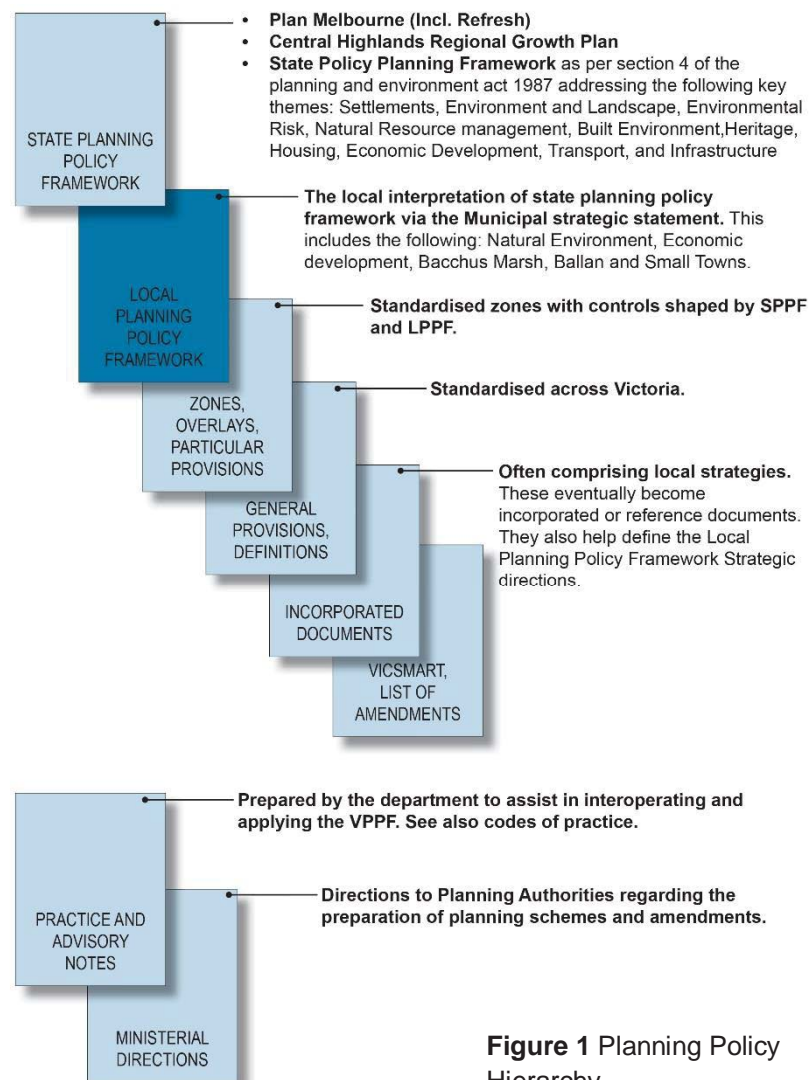 • Plan Melbourne (Incl. Refresh)
• Central Highlands Regional Growth Plan
• State Policy Planning Framework as per section 4 of the
planning and environment act 1987 addressing the following key
themes: Settlements, Environment and Landscape, Environmental
Risk, Natural Resource management, Built Environment,Heritage,
Housing, Economic Development, Transport, and Infrastructure
STATE PLANNING
POLICY
FRAMEWORK
The local interpretation of state planning policy
framework via the Municipal strategic statement. This
includes the following: Natural Environment, Economic
development, Bacchus Marsh, Ballan and Small Towns.
LOCAL
PLANNING
POLICY
FRAMEWORK
Standardised zones with controls shaped by SPPF
and LPPF.
ZONES,
OVERLAYS,
PARTICULAR
PROVISIONS
Standardised across Victoria.
GENERAL
PROVISIONS,
DEFINITIONS
Often comprising local strategies.
These eventually become
incorporated or reference documents.
They also help define the Local
Planning Policy Framework Strategic
directions.
INCORPORATED
DOCUMENTS
VICSMART,
LIST OF
AMENDMENTS
Prepared by the department to assist in interoperating and
applying the VPPF. See also codes of practice.
PRACTICE AND
ADVISORY
NOTES
Directions to Planning Authorities regarding the
preparation of planning schemes and amendments.
MINISTERIAL
DIRECTIONS
Figure 1 Planning Policy
Hierarchy